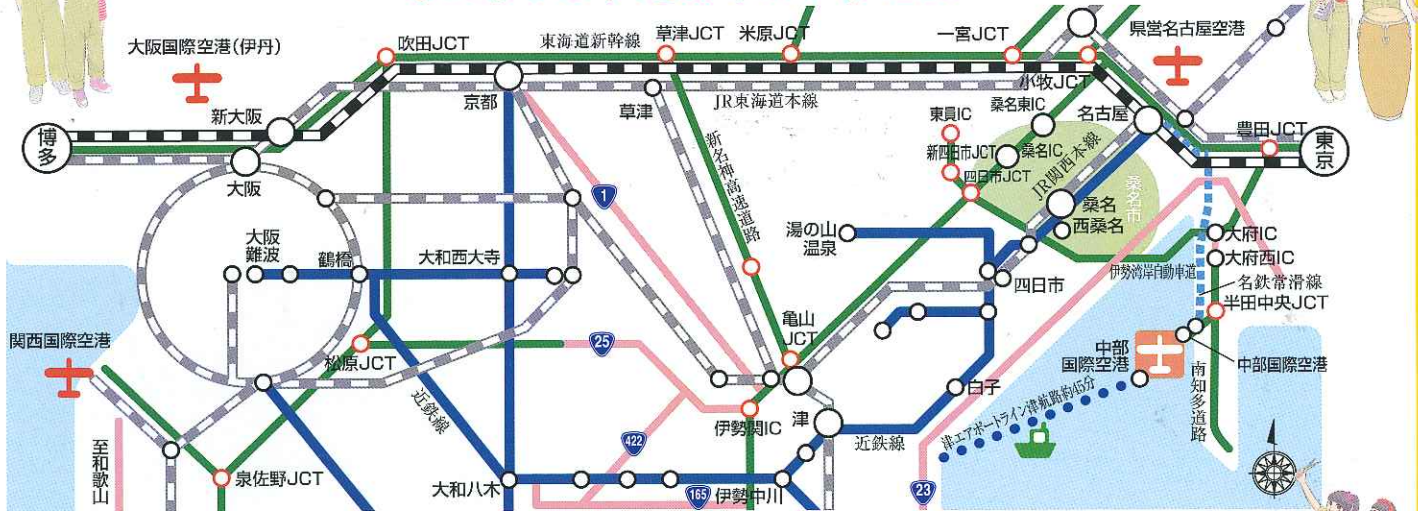 大阪国際空港(伊丹)
吹田JCT
東海道新幹線
草津JCT
米原JCT
一宮JCT
県営名古屋空港
小牧JCT
新大阪
京都
草津
JR東海道本線
桑名東IC
東員IC
名古屋
豊田JCT
博多
東京
大阪
新名神高速道路
新四日市JCT
桑名IC
四日市JCT
JR関西本線
桑名市
1
桑名
西桑名
湯の山
温泉
大阪
難波
鶴橋
大和西大寺
四日市
伊勢湾岸自動車道
大府IC
大府西IC
名鉄常滑線
半田中央JCT
関西国際空港
松原JCT
25
亀山
JCT
中部
国際空港
中部国際空港
近鉄線
白子
津エアポートライン津航路約45分
南知多道路
伊勢関IC
津
近鉄線
422
至和歌山
泉佐野JCT
大和八木
165
伊勢中川
23